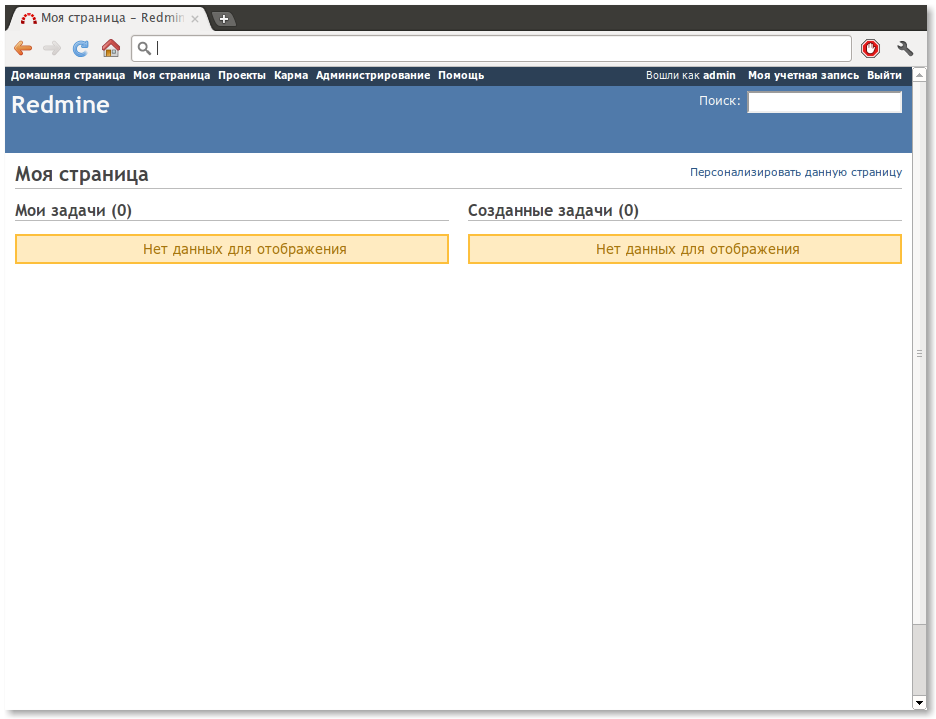 Моя страница - Redmin
Домашняя страница Моя страница Проекты Карма Администрирование Помощь Вошли как admin Моя учетная запись Выйти
Redmine Поиск:
Моя страница Персонализировать данную страницу
Мои задачи (0) Созданные задачи (0)
Нет данных для отображения Нет данных для отображения